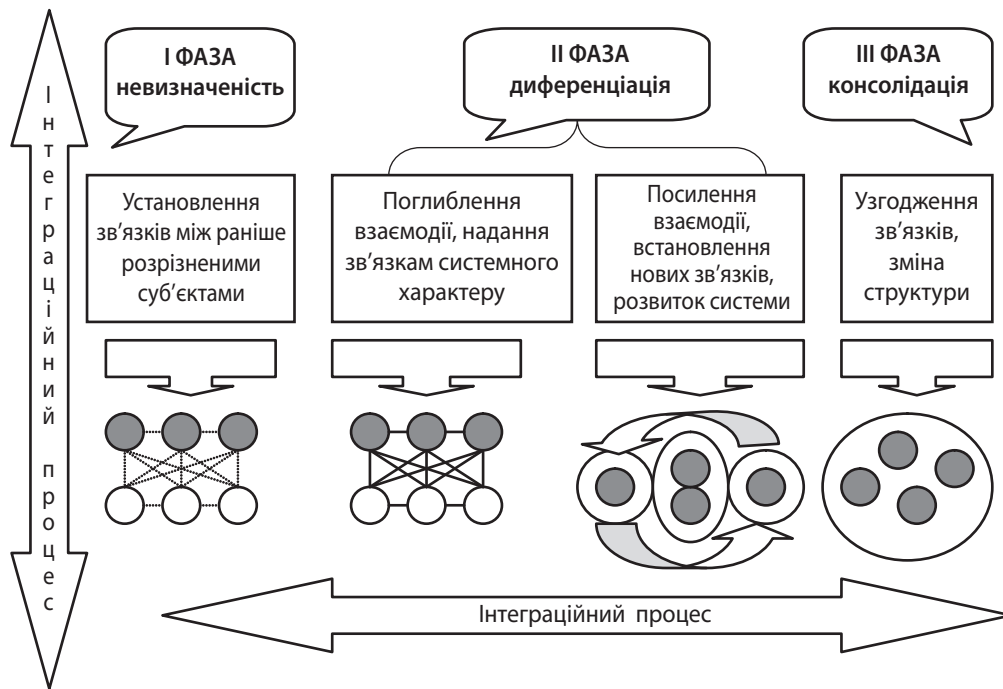 І ФАЗА
невизначеність
ІІ ФАЗА
диференціація
ІІІ ФАЗА
консолідація
Інтеграційний процес
Установлення
зв’язків між раніше
розрізненими
суб’єктами
Поглиблення
взаємодії, надання
зв’язкам системного
характеру
Посилення
взаємодії,
встановлення
нових зв’язків,
розвиток системи
Узгодження
зв’язків,
зміна
структури
Інтеграційний процес